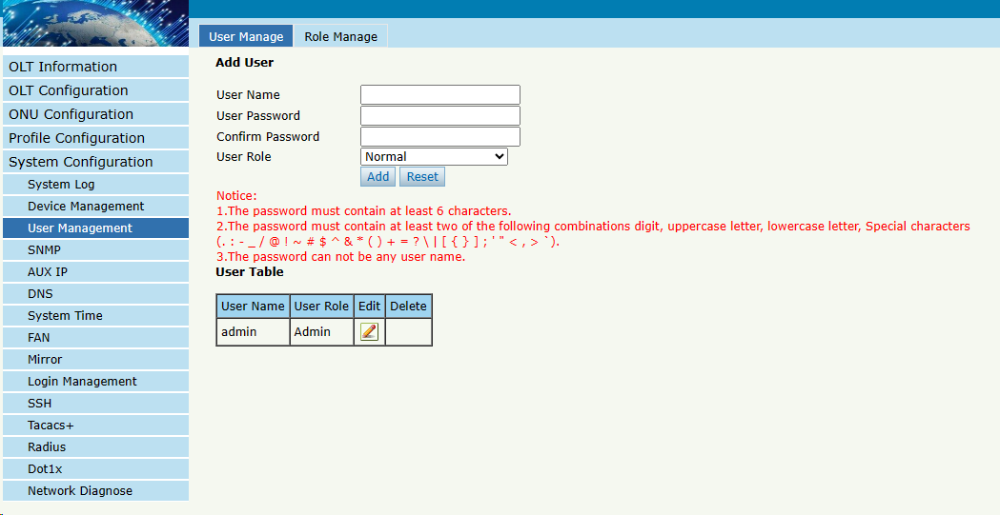 User Manage Role Manage
OLT Information
OLT Configuration
ONU Configuration
Profile Configuration
System Configuration
System Log
Device Management
User Management
SNMP
AUX IP
DNS
System Time
FAN
Mirror
Login Management
SSH
Tacacs+
Radius
Dot1x
Network Diagnose
Add User
User Name
User Password
Confirm Password
User Role Normal
Add Reset
Notice:
1.The password must contain at least 6 characters.
2.The password must contain at least two of the following combinations digit, uppercase letter, lowercase letter, Special characters
(. : - _ / @ ! ~ # $ ^ & * ( ) + = ? \ | [ { } ] ; ' " < , > `).
3.The password can not be any user name.
User Table
User Name User Role Edit Delete
admin Admin